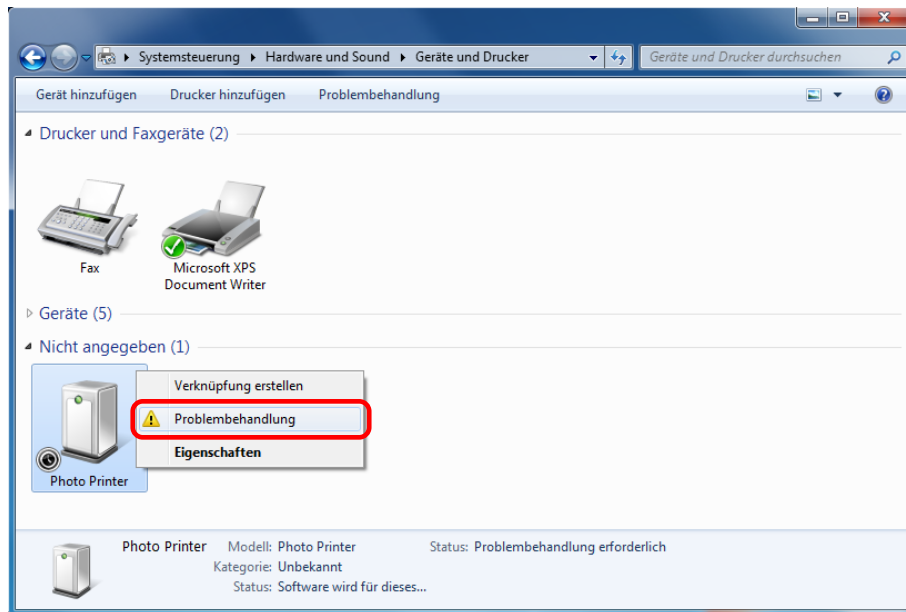 Systemsteuerung Hardware und Sound Geräte und Drucker Geräte und Drucker durchsuchen
Gerät hinzufügen Drucker hinzufügen Problembehandlung
Drucker und Faxgeräte (2)
Fax
Microsoft XPS
Document Writer
Geräte (5)
Nicht angegeben (1)
Verknüpfung erstellen
Problembehandlung
Eigenschaften
Photo Printer
Photo Printer Modell: Photo Printer Status: Problembehandlung erforderlich
Kategorie: Unbekannt
Status: Software wird für dieses...